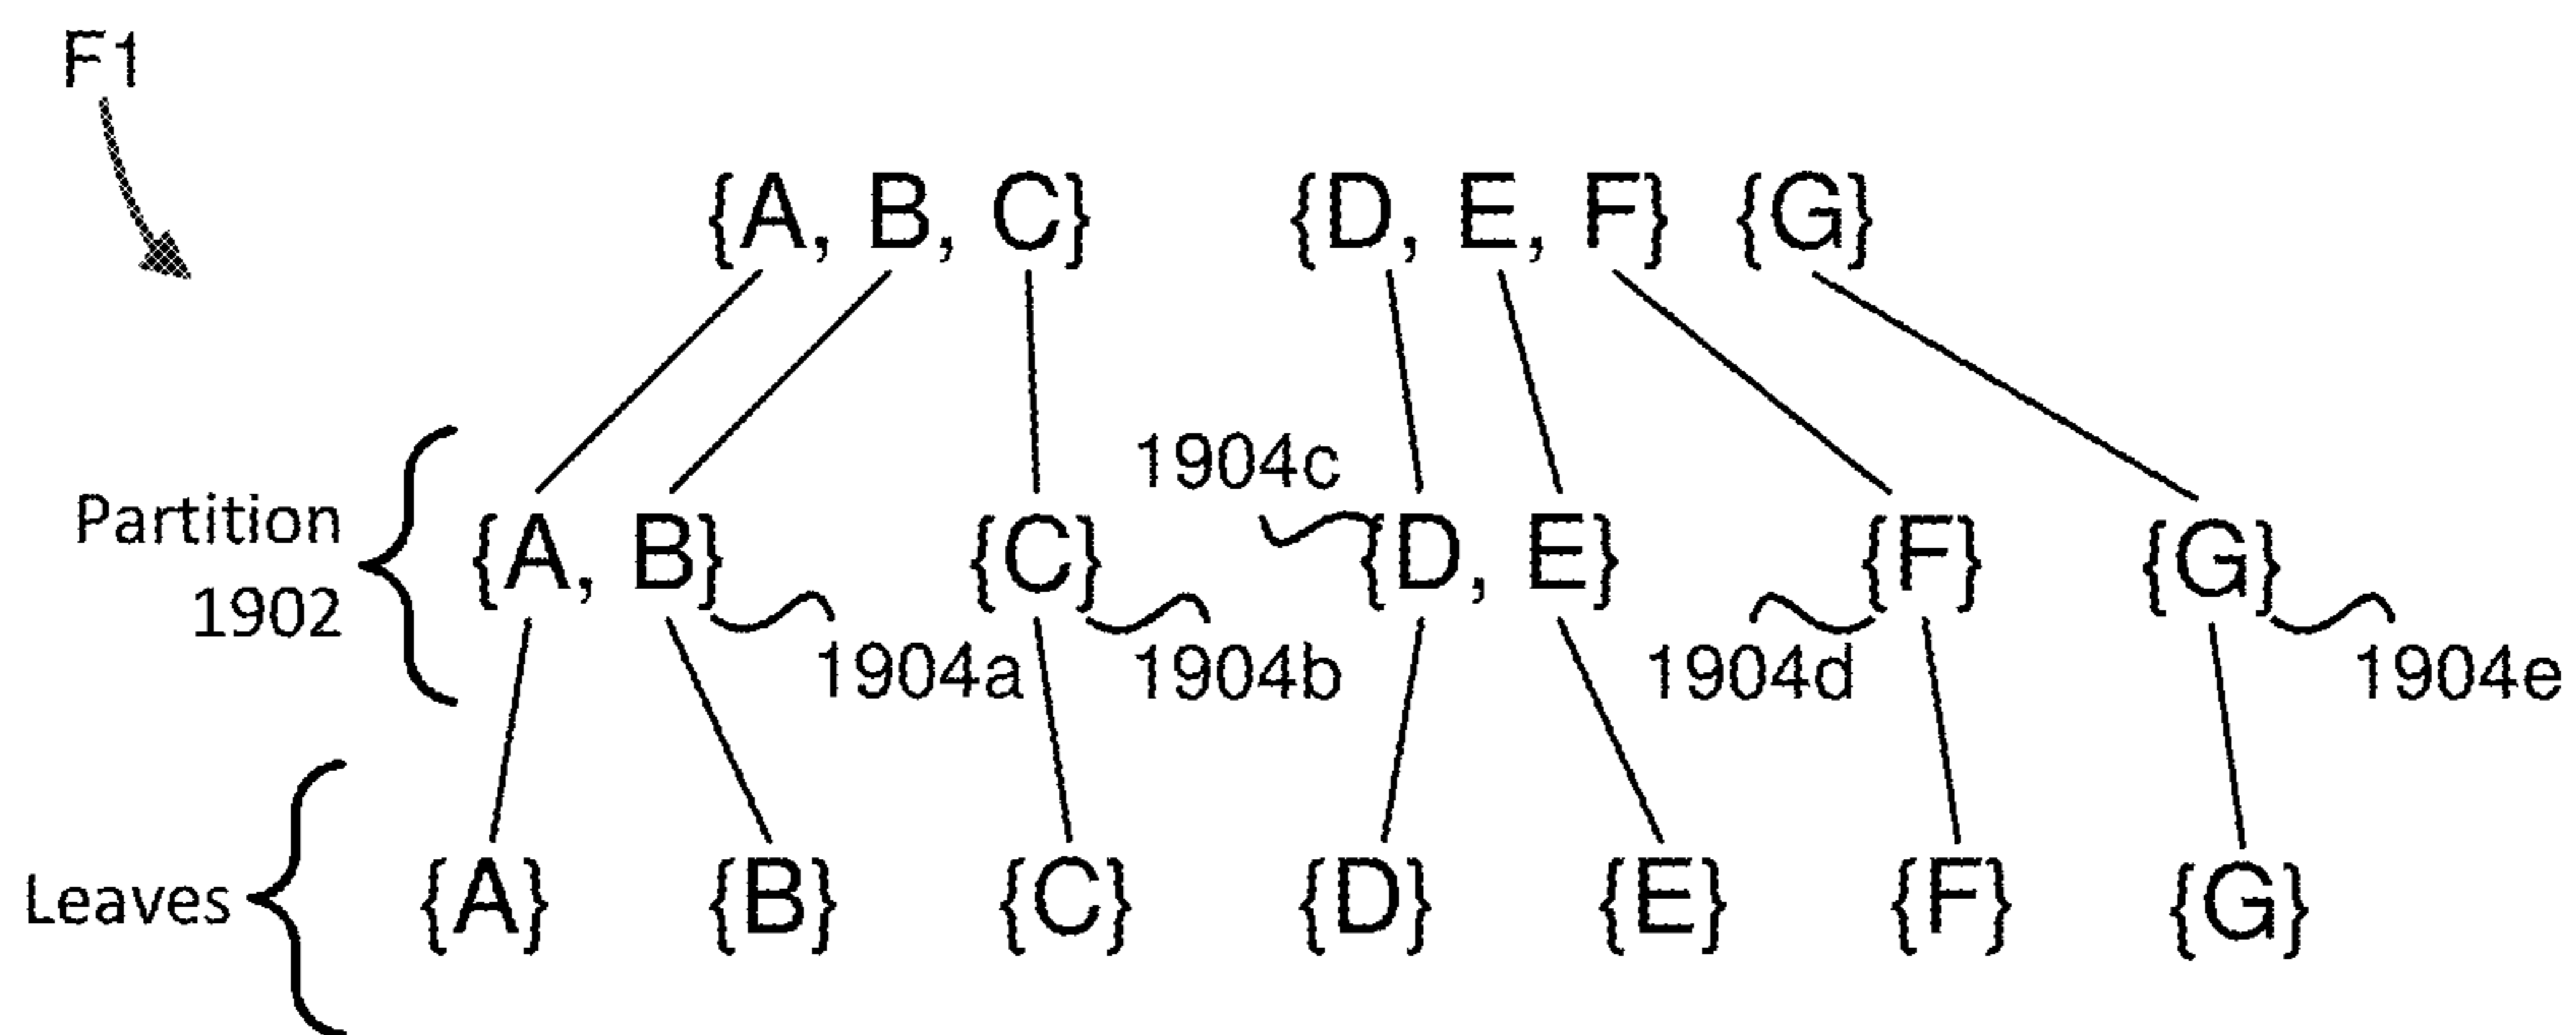 F1
{A, B, C} {D, E, F} {G}
1904c
Partition
1902
{A, B} {C} {D, E} {F} {G}
1904a 1904b 1904d 1904e
Leaves {A} {B} {C} {D} {E} {F} {G}